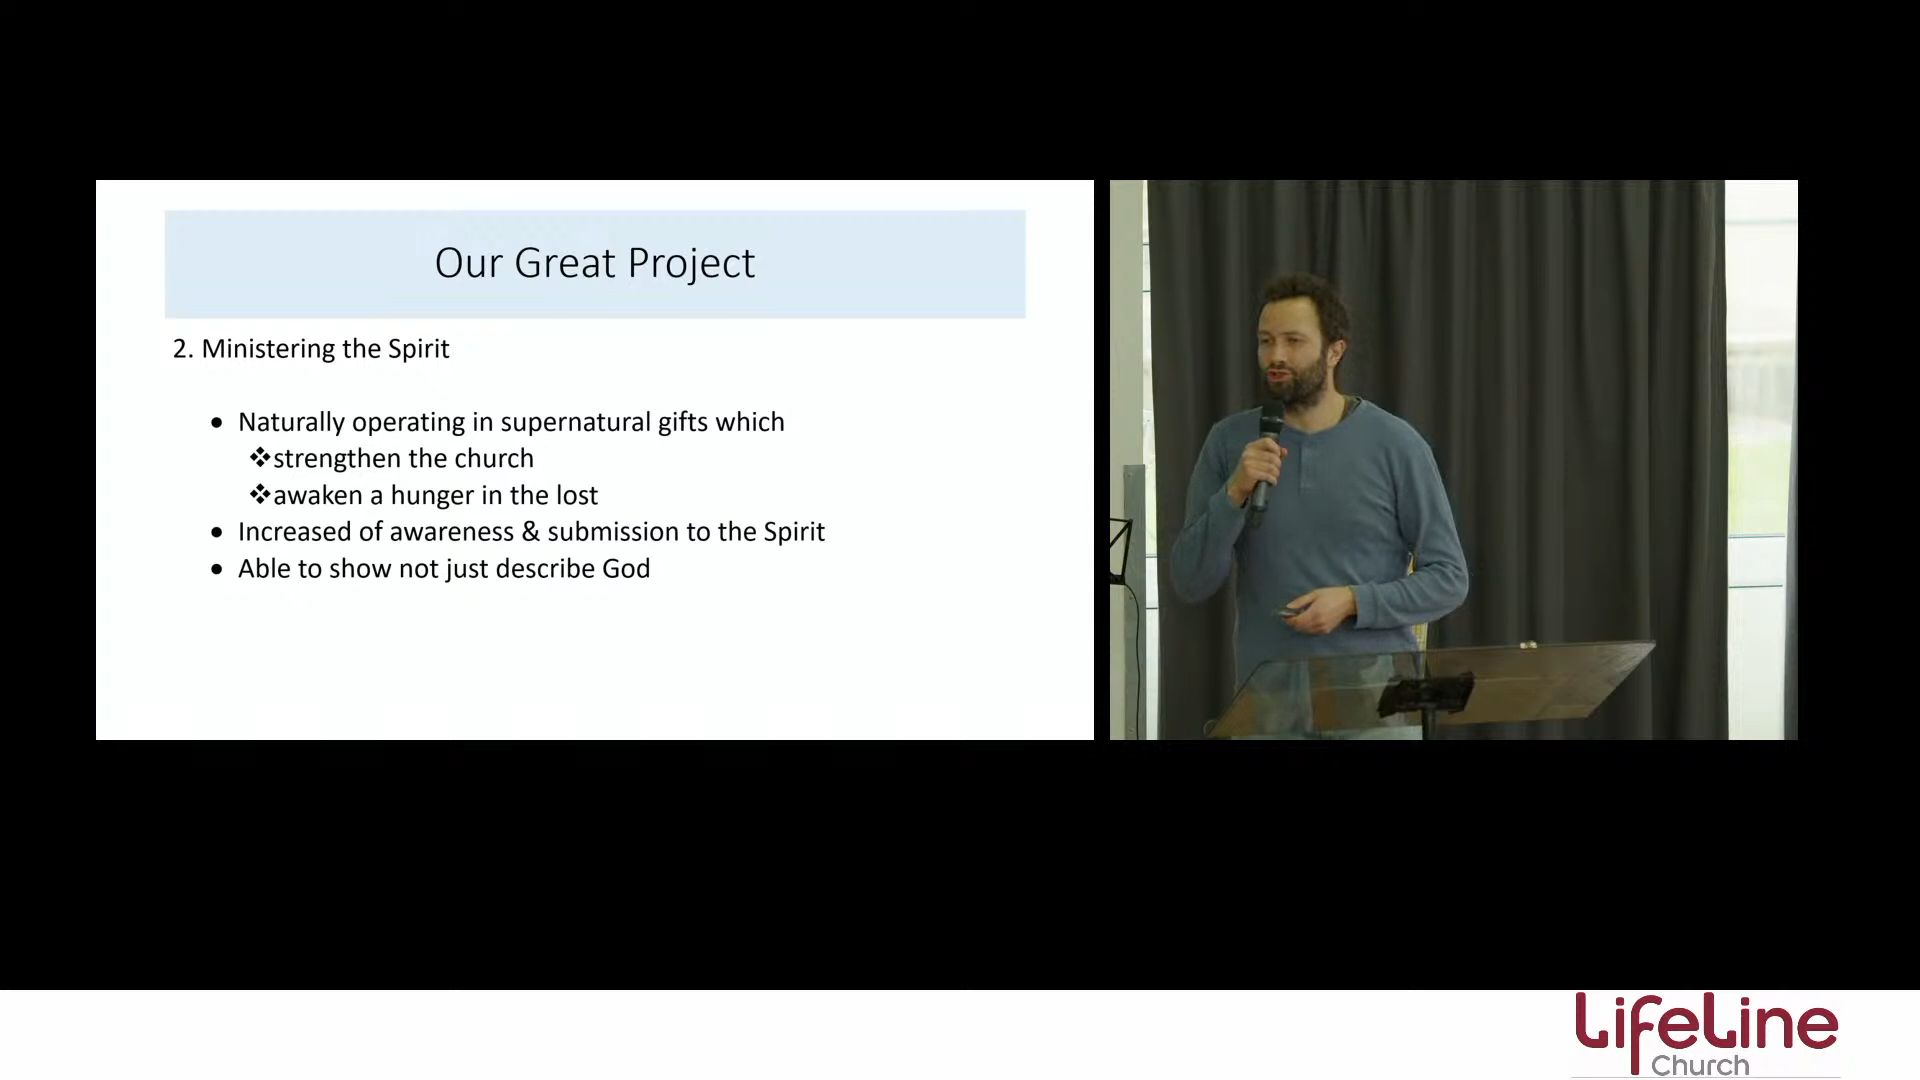 Our Great Project
2. Ministering the Spirit
• Naturally operating in supernatural gifts which
❖strengthen the church
❖awaken a hunger in the lost
• Increased of awareness & submission to the Spirit
• Able to show not just describe God
LifeLine
Church